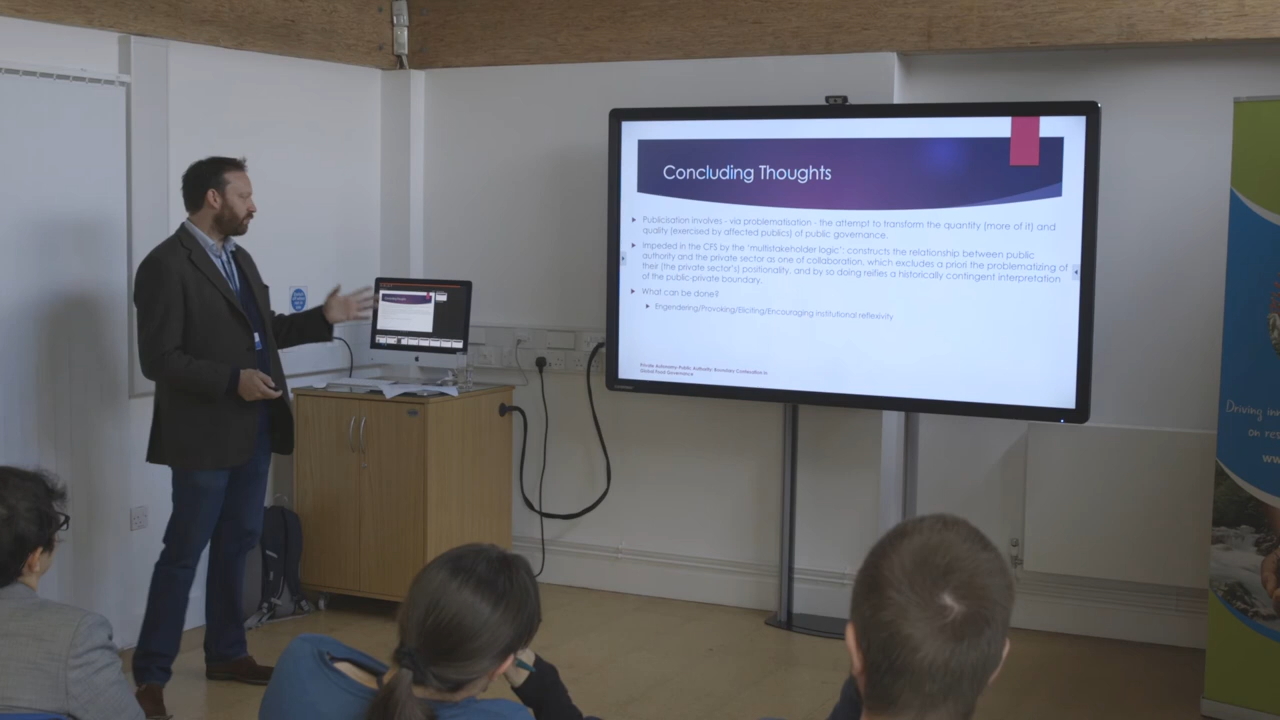 Concluding Thoughts
Publicisation involves - via problematisation - the attempt to transform the quantity (more of it) and
quality (exercised by affected publics) of public governance.
Impeded in the CFS by the 'multistakeholder logic': constructs the relationship between public
authority and the private sector as one of collaboration, which excludes a priori the problematizing of
their (the private sector's) positionality, and by so doing reifies a historically contingent interpretation
of the public-private boundary.
What can be done?
Engendering/Provoking/Eliciting/Encouraging institutional reflexivity
Private Autonomy Public Authority: Boundary Contestation in
Global Food Governance
Driving
on
ww